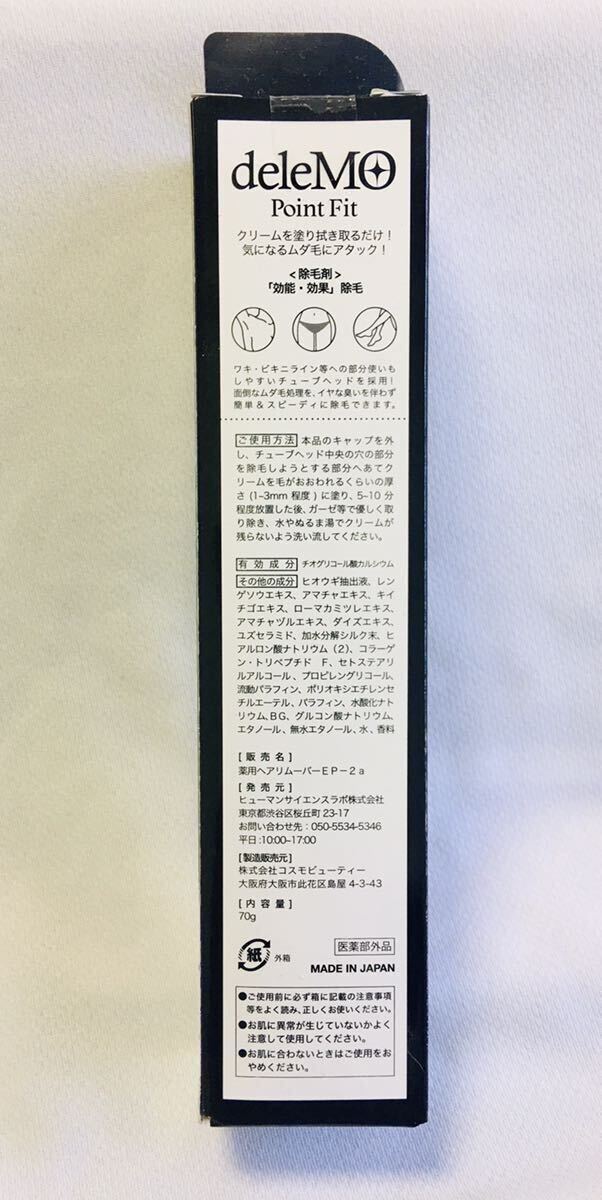 deleMO
Point Fit
クリームを塗り拭き取るだけ！
気になるムダ毛にアタック！
＜除毛剤＞
「効能・効果」除毛
ワキ・ビキニライン等への部分使いも
しやすいチューブヘッドを採用！
面倒なムダ毛処理を、イヤな臭いを伴わず
簡単＆スピーディに除毛できます。
ご使用方法 本品のキャップを外
し、チューブヘッド中央の穴の部分
を除毛しようとする部分へあてク
リームを毛がおおわれるくらいの厚
さ(1~3mm 程度)に塗り、5~10 分
程度放置した後、ガーゼ等で優しく取
り除き、水やぬるま湯でクリームが
残らないよう洗い流してください。
有効成分 チオグリコール酸カルシウム
その他の成分 ヒオウギ抽出液、レン
ゲソウエキス、アマチャエキス、キイ
チゴエキス、ローマカミツレエキス、
アマチャヅルエキス、ダイズエキス、
ユズセラミド、加水分解シルク末、ヒ
アルロン酸ナトリウム（2）、コラーゲ
ン・トリペプチド F、セトステアリ
ルアルコール、プロピレングリコール、
流動パラフィン、ポリオキシエチレンセ
チルエーテル、パラフィン、水酸化ナト
リウム、BG、グルコン酸ナトリウム、
エタノール、無水エタノール、水、香料
［販売名］
薬用ヘアリムーバーEP－2a
［発売元］
ヒューマンサイエンスラボ株式会社
東京都渋谷区桜丘町 23-17
お問い合わせ先：050-5534-5346
平日:10:00~17:00
［製造販売元］
株式会社コスモビューティー
大阪府大阪市此花区島屋 4-3-43
［内容量］
70g
紙 外箱
医薬部外品
MADE IN JAPAN
●ご使用前に必ず箱に記載の注意事項
等をよく読み、正しくお使いください。
●お肌に異常が生じていないかよく
注意して使用してください。
●お肌に合わないときはご使用をお
やめください。